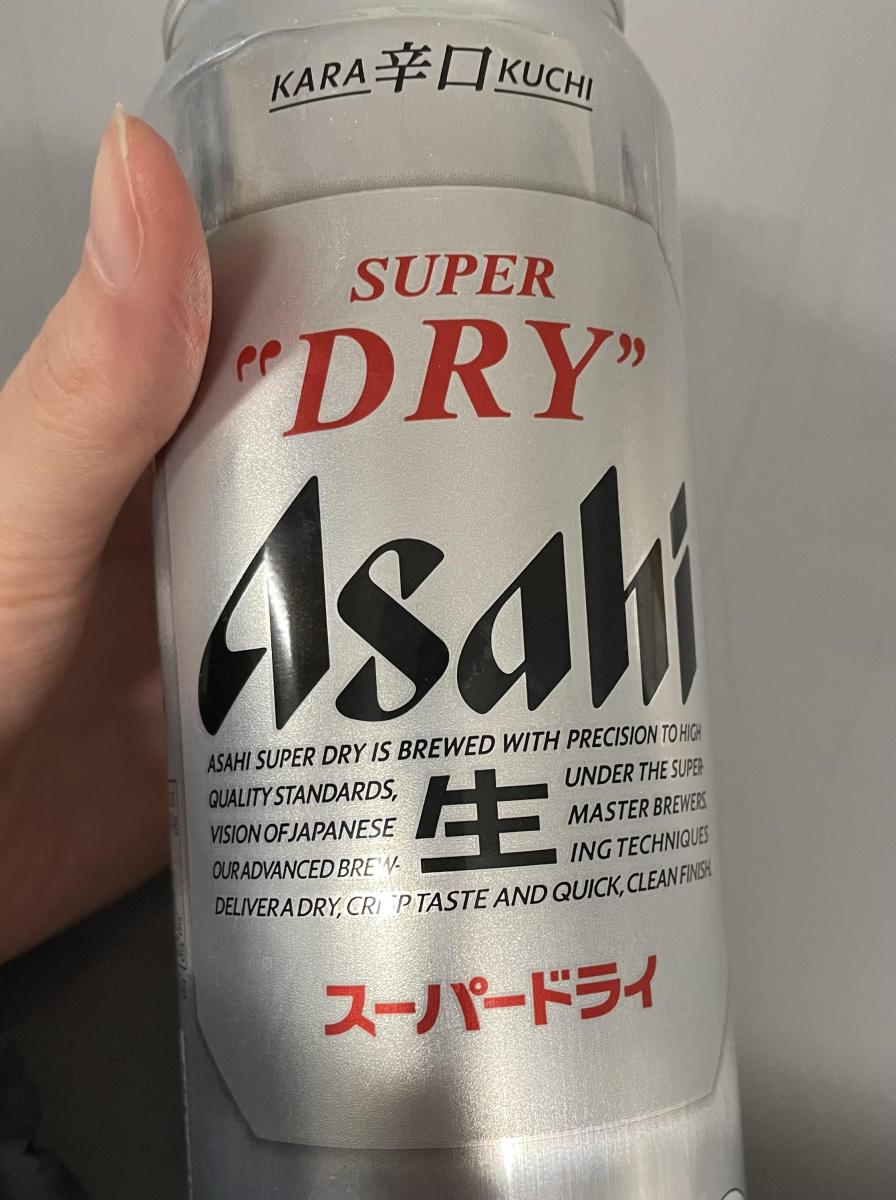 KARA 辛口 KUCHI
SUPER
“DRY”
Asahi
ASAHI SUPER DRY IS BREWED WITH PRECISION TO HIGH
QUALITY STANDARDS, UNDER THE SUPER-
VISION OF JAPANESE MASTER BREWERS.
OUR ADVANCED BREW- ING TECHNIQUES
DELIVER A DRY, CRISP TASTE AND QUICK, CLEAN FINISH.
生
スーパードライ